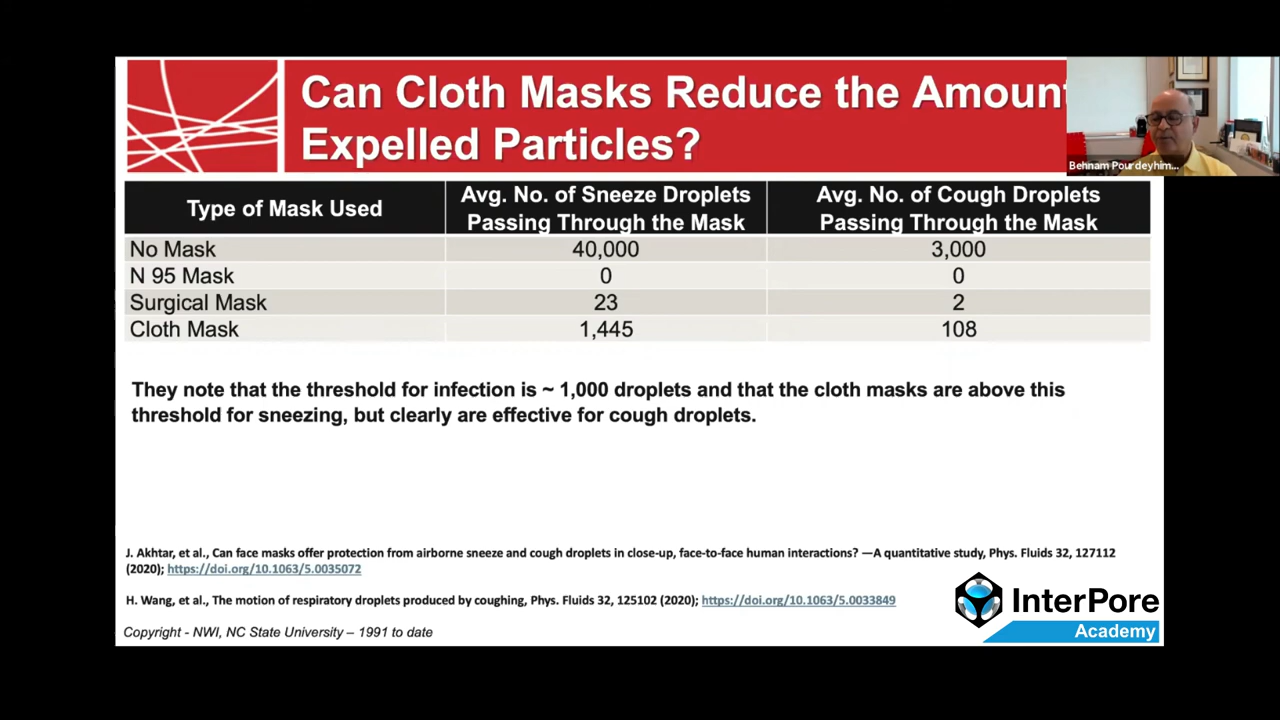 Can Cloth Masks Reduce the Amount
Expelled Particles?
Behnam Pourdeyhim...
Type of Mask Used
Avg. No. of Sneeze Droplets
Passing Through the Mask
Avg. No. of Cough Droplets
Passing Through the Mask
No Mask 40,000 3,000
N 95 Mask 0 0
Surgical Mask 23 2
Cloth Mask 1,445 108
They note that the threshold for infection is ~ 1,000 droplets and that the cloth masks are above this
threshold for sneezing, but clearly are effective for cough droplets.
J. Akhtar, et al., Can face masks offer protection from airborne sneeze and cough droplets in close-up, face-to-face human interactions? —A quantitative study, Phys. Fluids 32, 127112
(2020); https://doi.org/10.1063/5.0035072
H. Wang, et al., The motion of respiratory droplets produced by coughing, Phys. Fluids 32, 125102 (2020); https://doi.org/10.1063/5.0033849
Copyright - NWI, NC State University – 1991 to date
InterPore
Academy